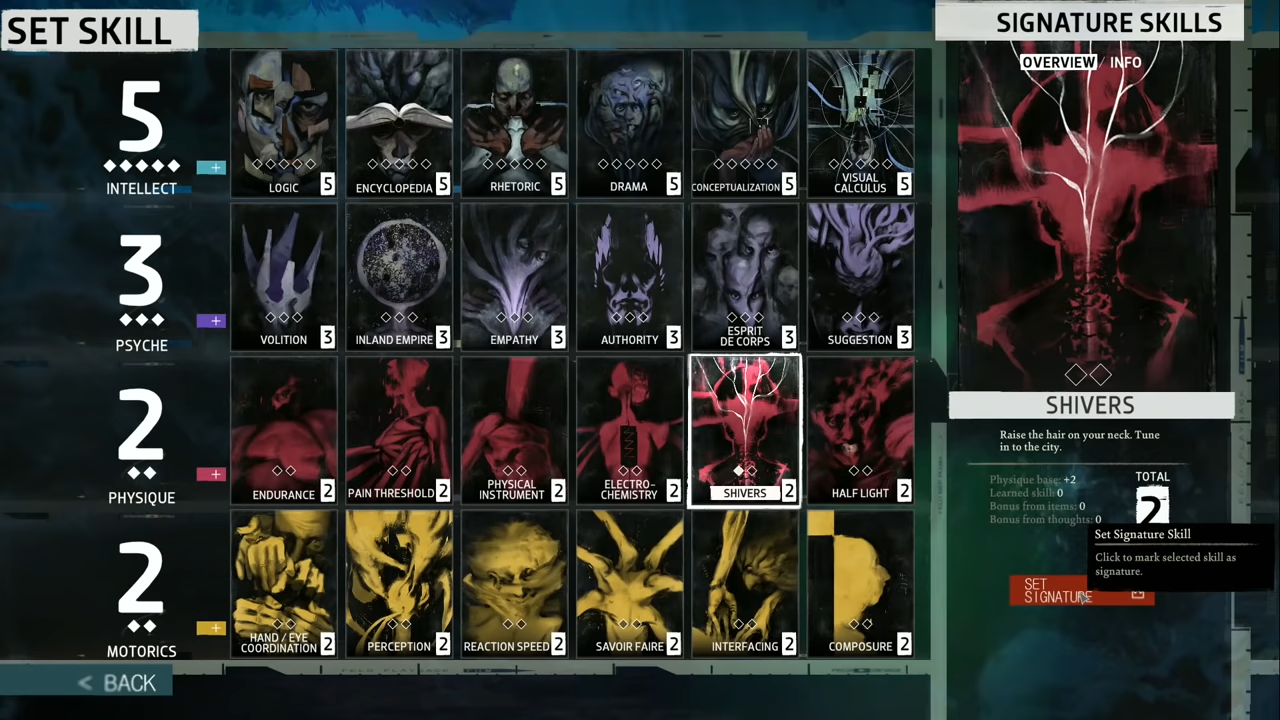 SET SKILL
SIGNATURE SKILLS
OVERVIEW / INFO
5
INTELLECT
+
LOGIC 5
ENCYCLOPEDIA 5
RHETORIC 5
DRAMA 5
CONCEPTUALIZATION 5
VISUAL
CALCULUS 5
3
PSYCHE
+
VOLITION 3
INLAND EMPIRE 3
EMPATHY 3
AUTHORITY 3
ESPRIT
DE CORPS 3
SUGGESTION 3
2
PHYSIQUE
+
ENDURANCE 2
PAIN THRESHOLD 2
PHYSICAL
INSTRUMENT 2
ELECTRO-
CHEMISTRY 2
SHIVERS 2
HALF LIGHT 2
2
MOTORICS
+
HAND / EYE
COORDINATION 2
PERCEPTION 2
REACTION SPEED 2
SAVOIR FAIRE 2
INTERFACING 2
COMPOSURE 2
SHIVERS
Raise the hair on your neck. Tune
in to the city.
Physique base: +2
Learned skill: 0
Bonus from items: 0
Bonus from thoughts: 0
TOTAL
2
Set Signature Skill
Click to mark selected skill as
signature.
SET
SIGNATURE
< BACK